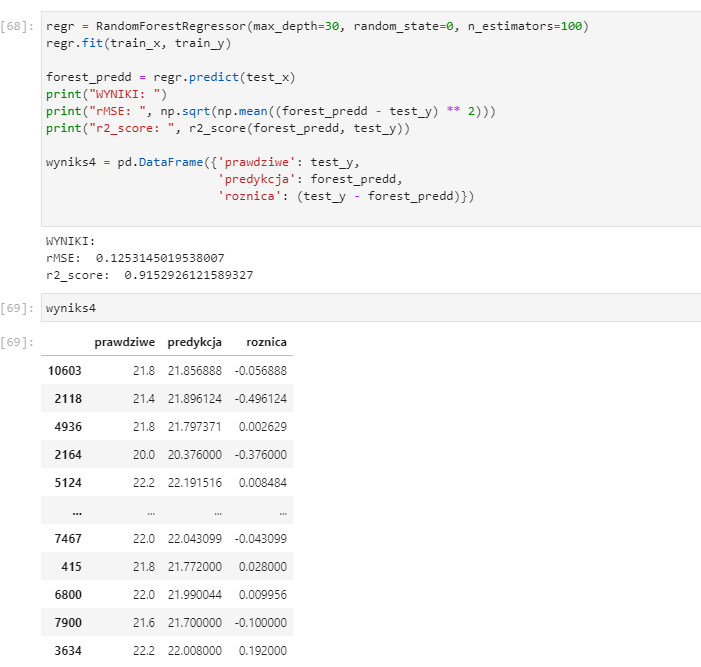 [68]: regr = RandomForestRegressor(max_depth=30, random_state=0, n_estimators=100)
regr.fit(train_x, train_y)
forest_predd = regr.predict(test_x)
print("WYNIKI: ")
print("rMSE: ", np.sqrt(np.mean((forest_predd - test_y) ** 2)))
print("r2_score: ", r2_score(forest_predd, test_y))
wyniks4 = pd.DataFrame({'prawdziwe': test_y,
'predykcja': forest_predd,
'roznica': (test_y - forest_predd)})
WYNIKI:
rMSE:  0.1253145019538007
r2_score:  0.9152926121589327
[69]: wyniks4
[69]:
prawdziwe predykcja roznica
10603 21.8 21.856888 -0.056888
2118 21.4 21.896124 -0.496124
4936 21.8 21.797371 0.002629
2164 20.0 20.376000 -0.376000
5124 22.2 22.191516 0.008484
... ... ... ...
7467 22.0 22.043099 -0.043099
415 21.8 21.772000 0.028000
6800 22.0 21.990044 0.009956
7900 21.6 21.700000 -0.100000
3634 22.2 22.008000 0.192000